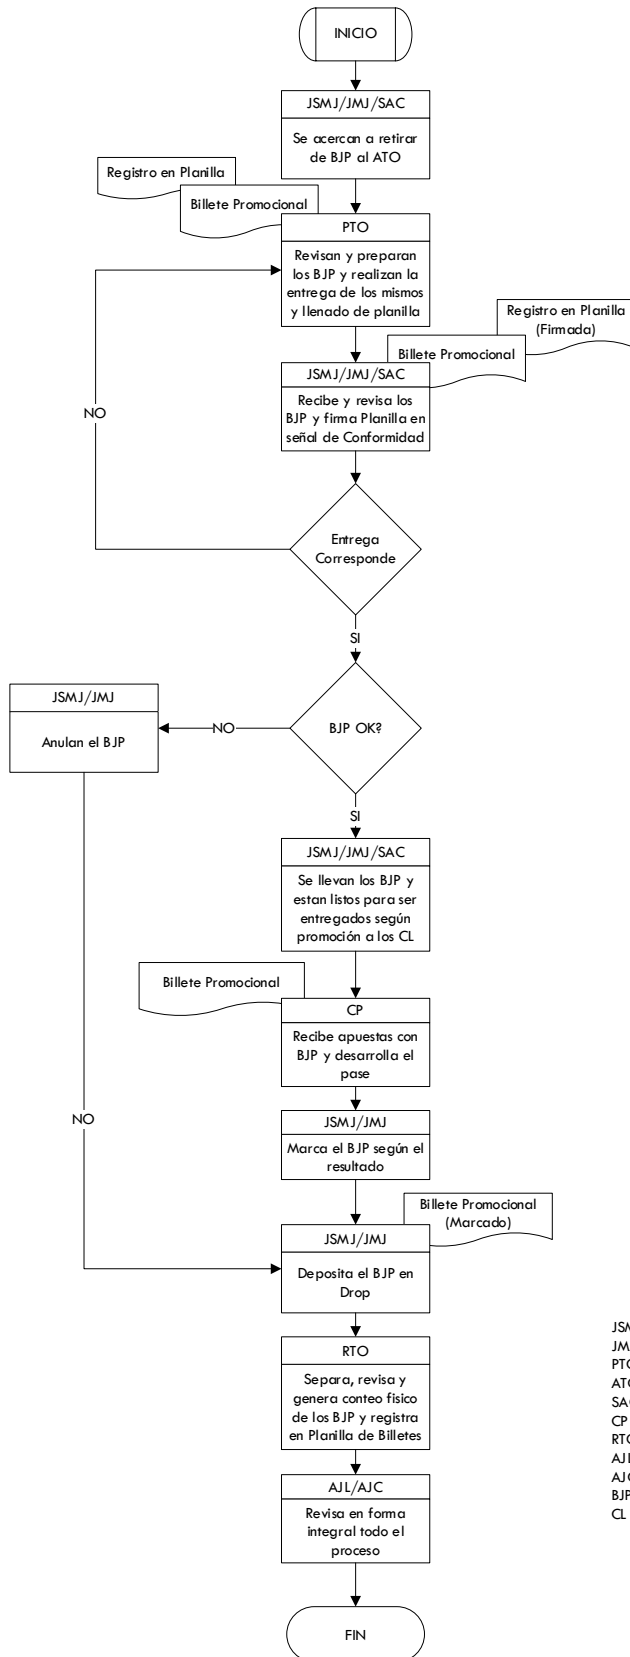 INICIO
JSMJ/JMJ/SAC
Se acercan a retirar
de BJP al ATO
Registro en Planilla
Billete Promocional
PTO
Revisan y preparan
los BJP y realizan la
entrega de los mismos
y llenado de planilla
Registro en Planilla
(Firmada)
Billete Promocional
JSMJ/JMJ/SAC
Recibe y revisa los
BJP y firma Planilla en
señal de Conformidad
NO
Entrega
Corresponde
SI
JSMJ/JMJ
Anulan el BJP
NO
BJP OK?
SI
JSMJ/JMJ/SAC
Se llevan los BJP y
estan listos para ser
entregados según
promoción a los CL
Billete Promocional
CP
Recibe apuestas con
BJP y desarrolla el
pase
NO
JSMJ/JMJ
Marca el BJP según el
resultado
Billete Promocional
(Marcado)
JSMJ/JMJ
Deposita el BJP en
Drop
RTO
Separa, revisa y
genera conteo fisico
de los BJP y registra
en Planilla de Billetes
AJL/AJC
Revisa en forma
integral todo el
proceso
FIN
PTO
SAC
CP
RTO
BJP
CL